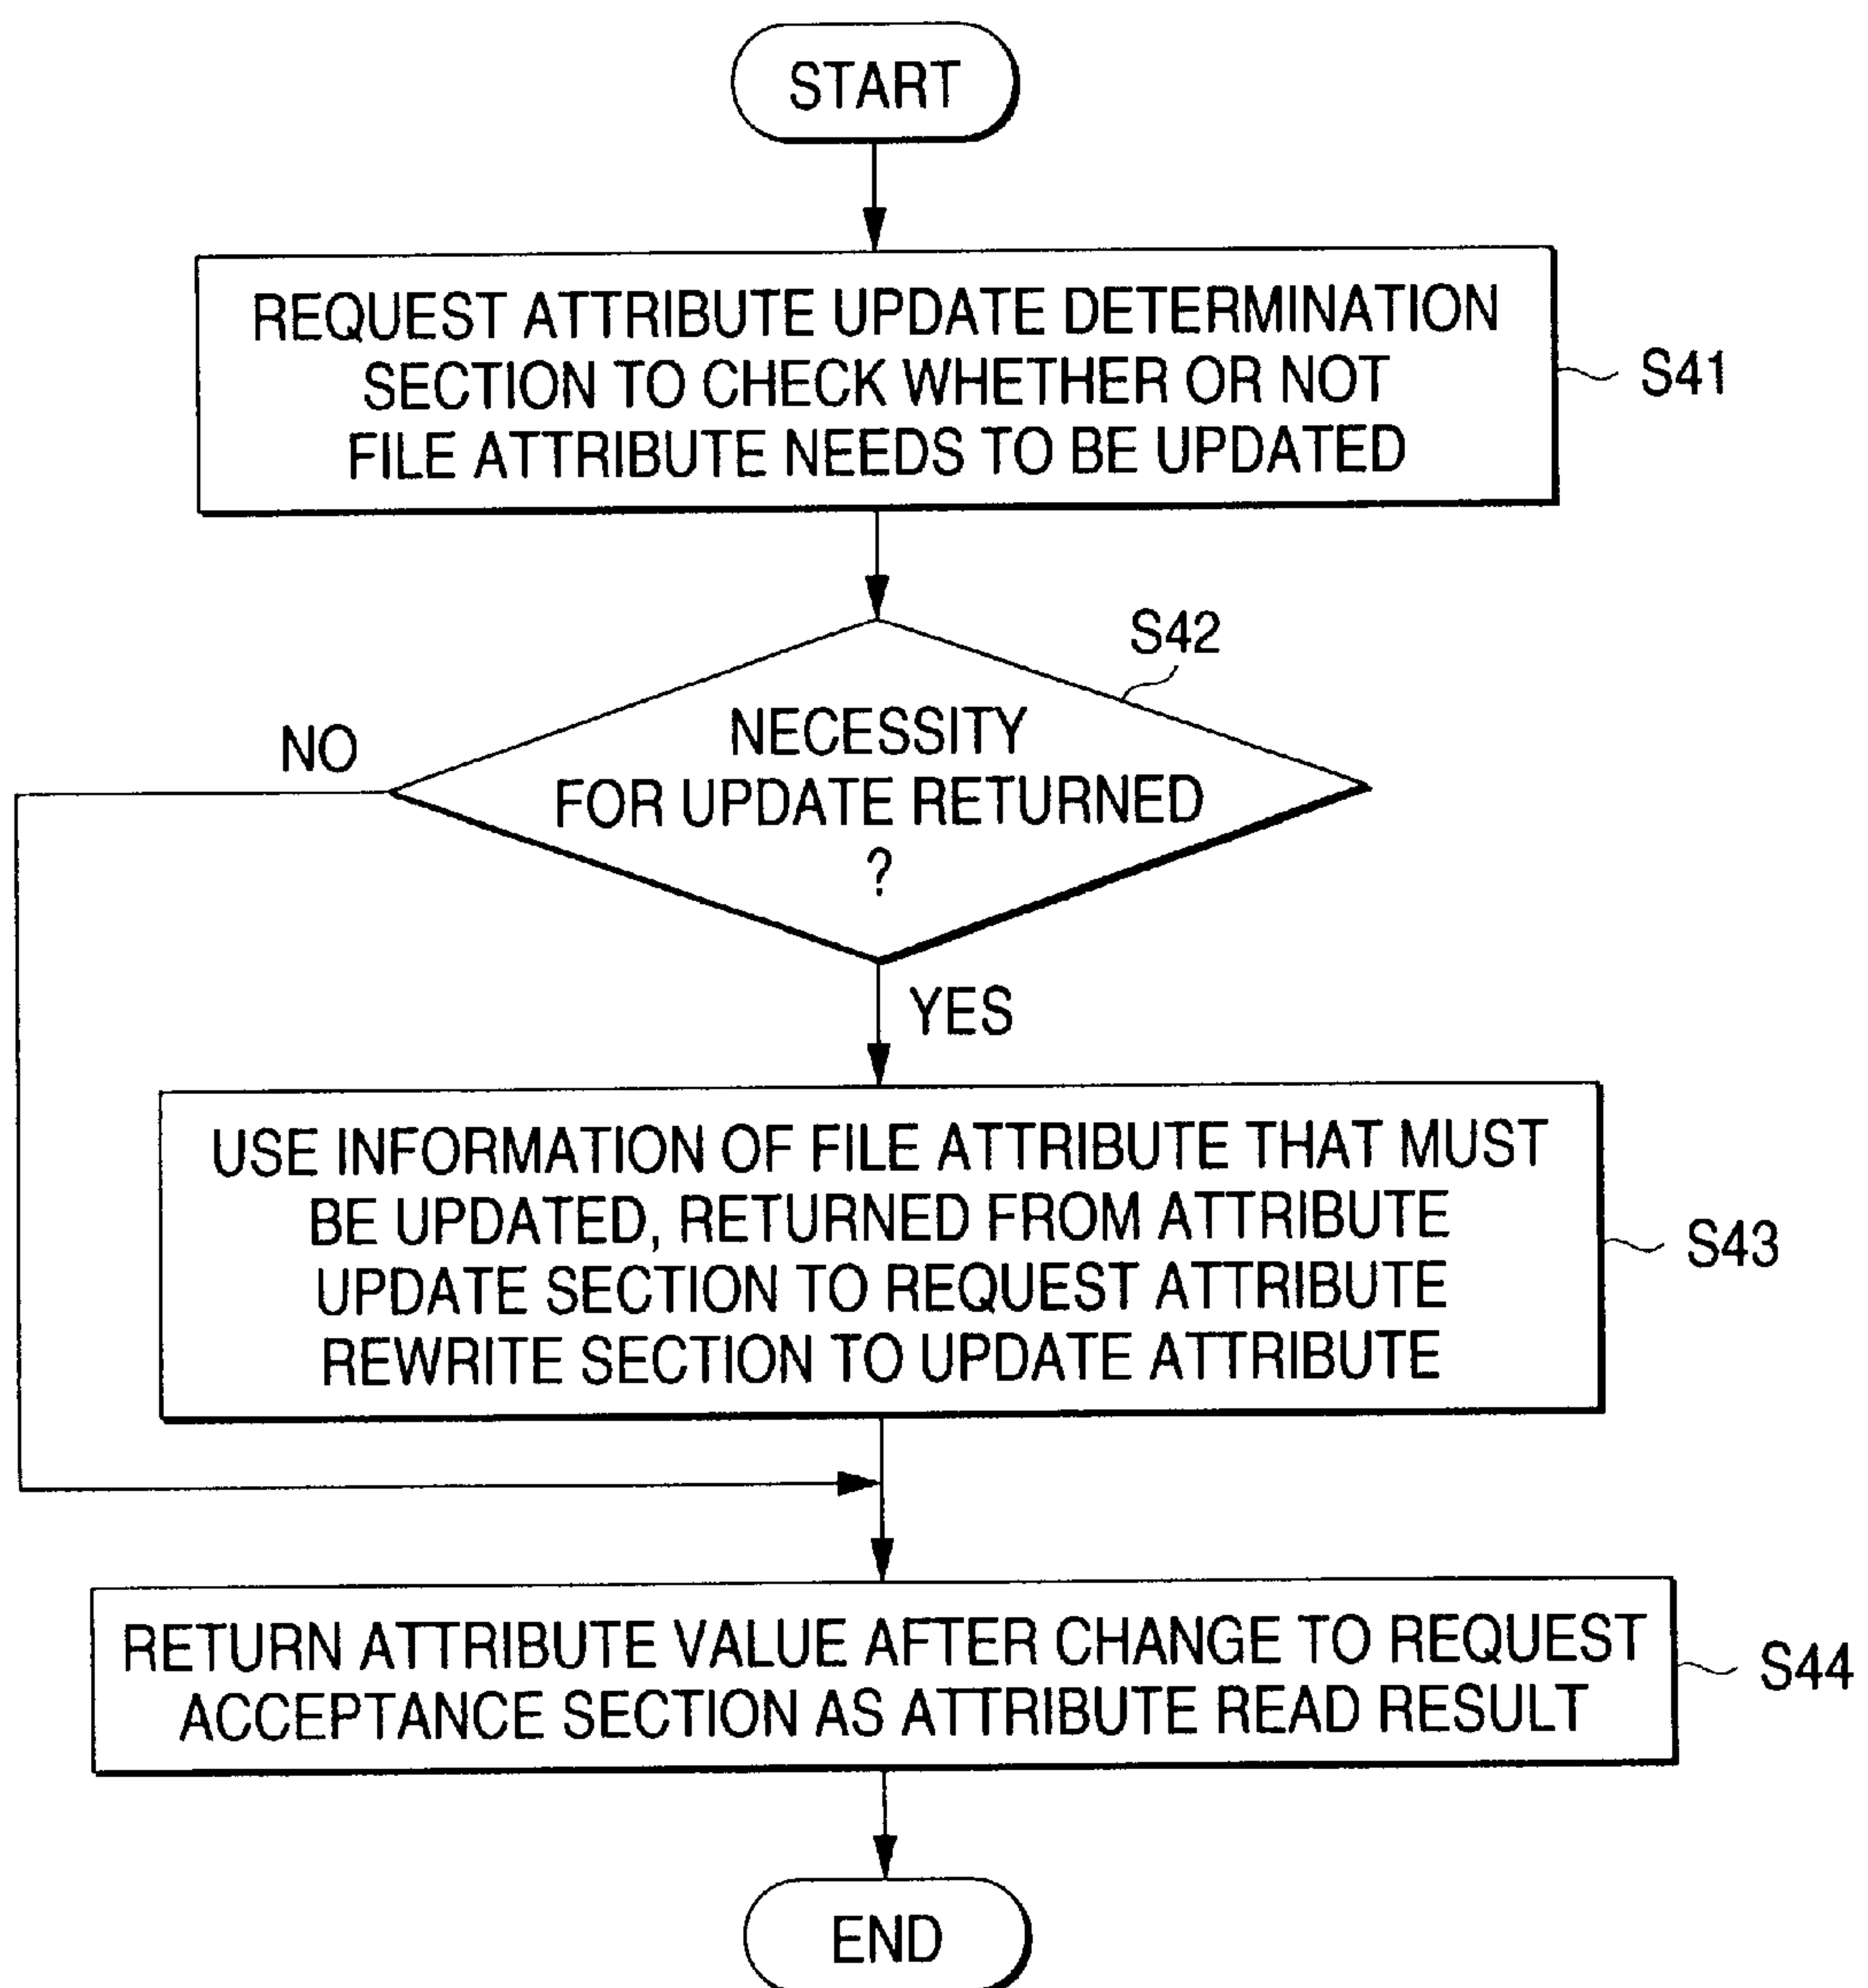 START
REQUEST ATTRIBUTE UPDATE DETERMINATION
SECTION TO CHECK WHETHER OR NOT
FILE ATTRIBUTE NEEDS TO BE UPDATED
S41
S42
NECESSITY
FOR UPDATE RETURNED
?
NO
YES
USE INFORMATION OF FILE ATTRIBUTE THAT MUST
BE UPDATED, RETURNED FROM ATTRIBUTE
UPDATE SECTION TO REQUEST ATTRIBUTE
REWRITE SECTION TO UPDATE ATTRIBUTE
S43
RETURN ATTRIBUTE VALUE AFTER CHANGE TO REQUEST
ACCEPTANCE SECTION AS ATTRIBUTE READ RESULT
S44
END